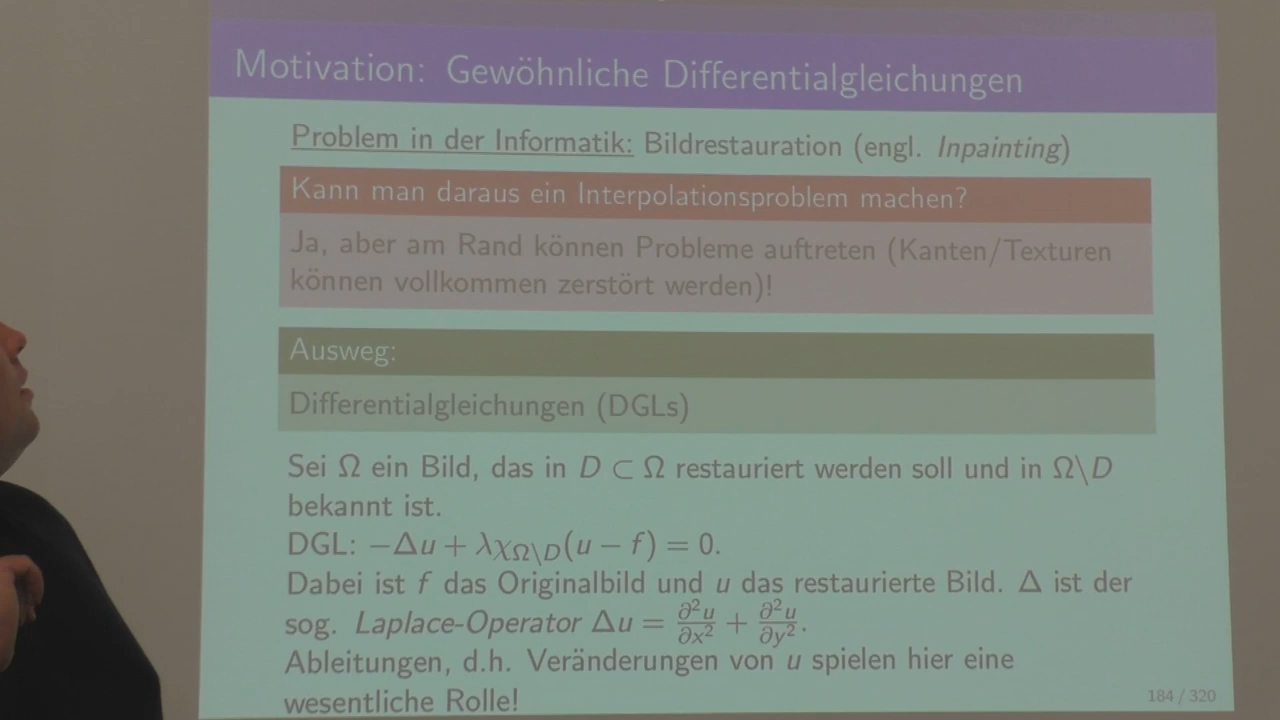 Motivation: Gewöhnliche Differentialgleichungen
Problem in der Informatik: Bildrestauration (engl. Inpainting)
Kann man daraus ein Interpolationsproblem machen?
Ja, aber am Rand können Probleme auftreten (Kanten/Texturen
können vollkommen zerstört werden)!
Ausweg:
Differentialgleichungen (DGLs)
Sei Ω ein Bild, das in D ⊂ Ω restauriert werden soll und in Ω\D
bekannt ist.
DGL: −Δu + λχ_{Ω\D}(u − f) = 0.
Dabei ist f das Originalbild und u das restaurierte Bild. Δ ist der
sog. Laplace-Operator Δu = ∂²u/∂x² + ∂²u/∂y².
Ableitungen, d.h. Veränderungen von u spielen hier eine
wesentliche Rolle!
184 / 320